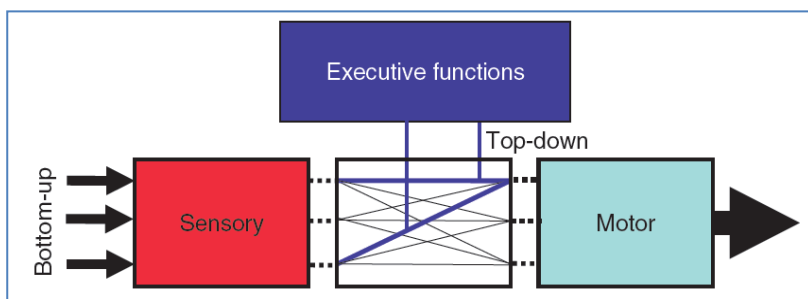 Executive functions
Top-down
Bottom-up
Sensory
Motor